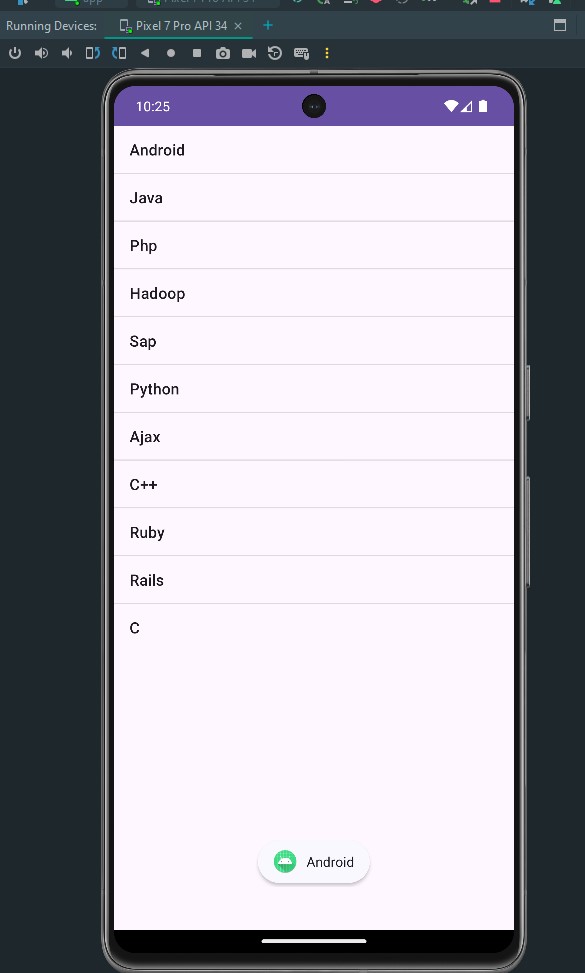 Running Devices: Pixel 7 Pro API 34
10:25
Android
Java
Php
Hadoop
Sap
Python
Ajax
C++
Ruby
Rails
C
Android